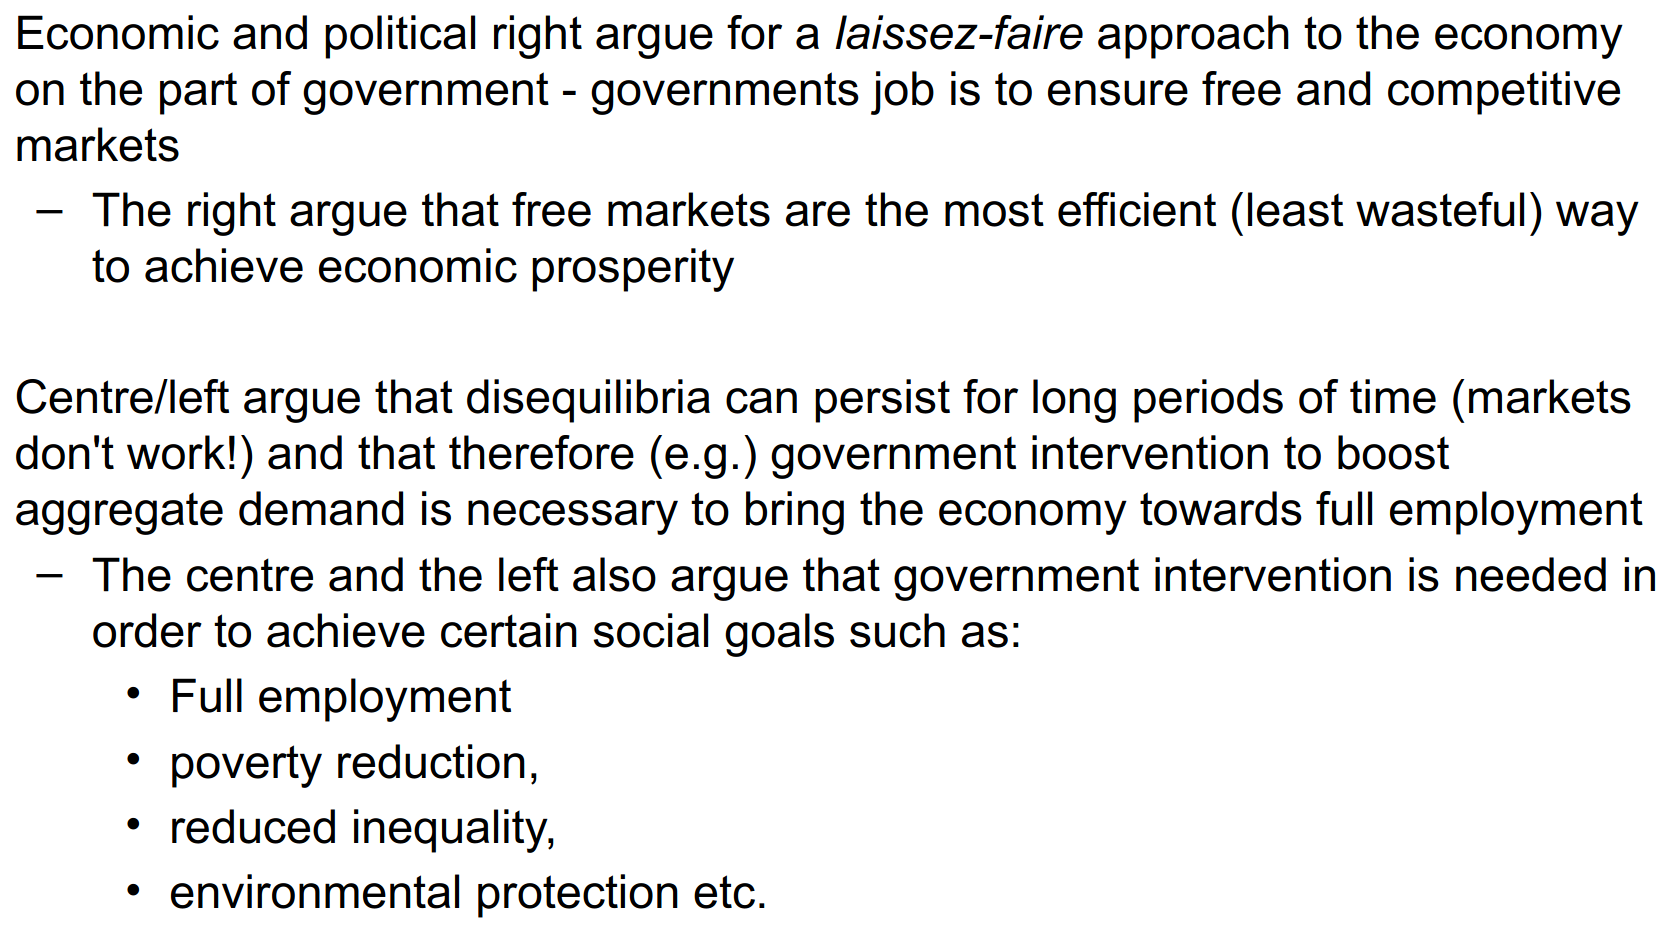 Economic and political right argue for a laissez-faire approach to the economy
on the part of government - governments job is to ensure free and competitive
markets
– The right argue that free markets are the most efficient (least wasteful) way
to achieve economic prosperity
Centre/left argue that disequilibria can persist for long periods of time (markets
don't work!) and that therefore (e.g.) government intervention to boost
aggregate demand is necessary to bring the economy towards full employment
– The centre and the left also argue that government intervention is needed in
order to achieve certain social goals such as:
• Full employment
• poverty reduction,
• reduced inequality,
• environmental protection etc.